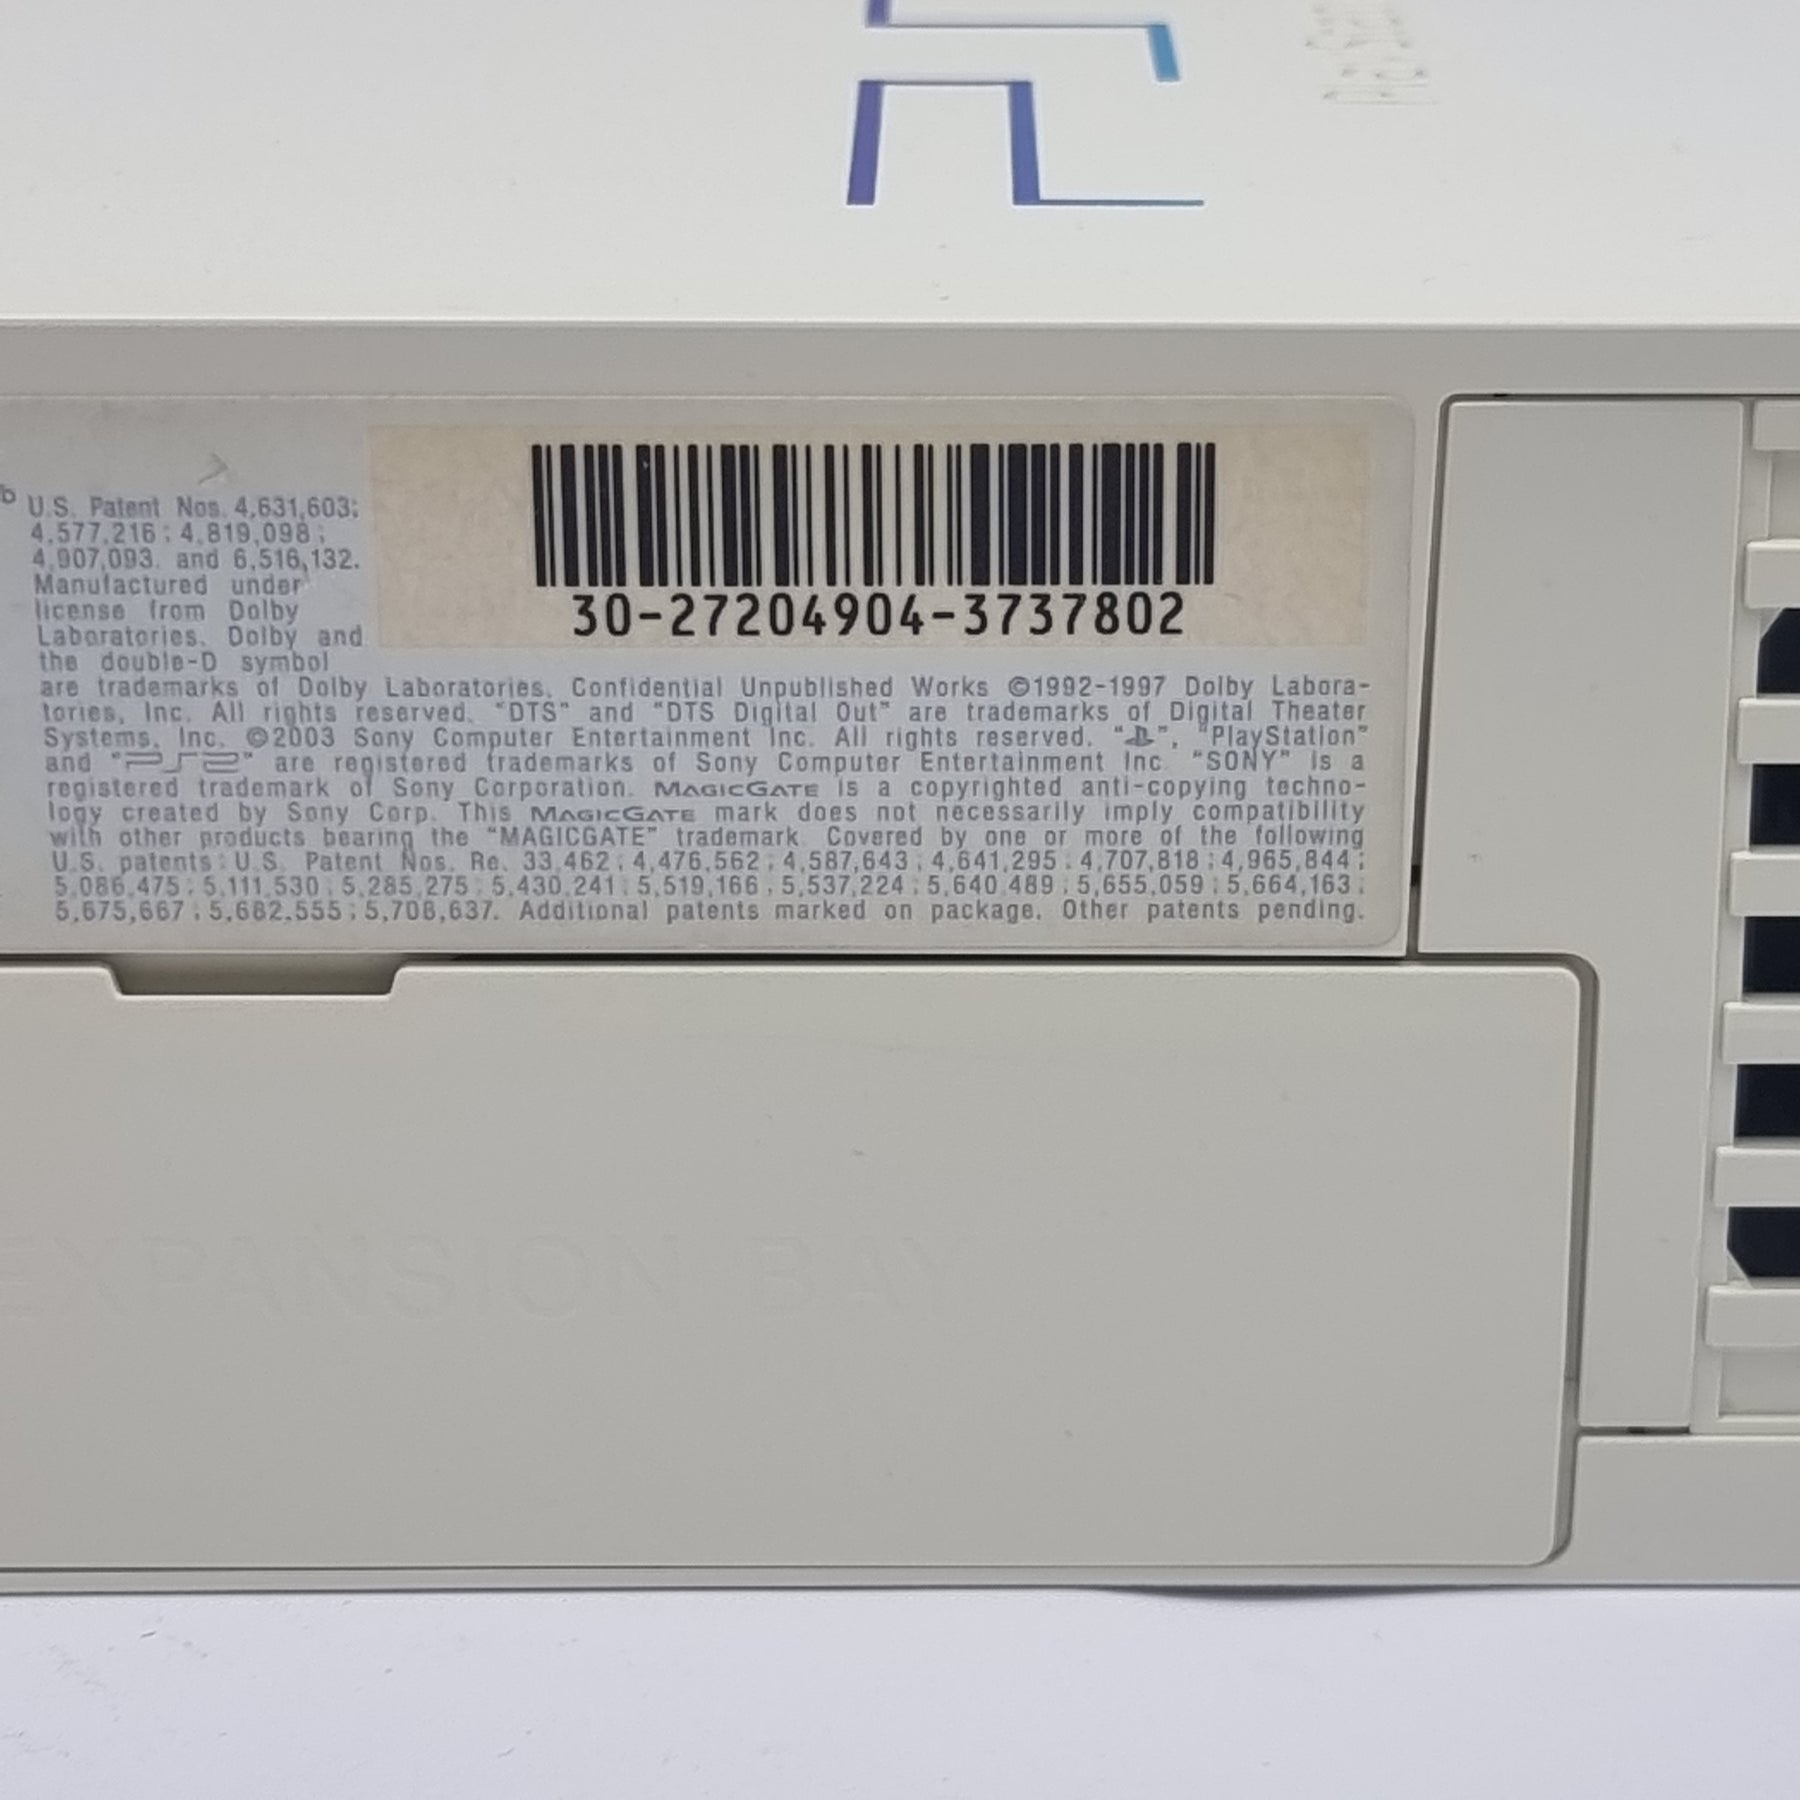 30-27204904-3737802
U.S. Patent Nos. 4,631,603;
4,577,216; 4,819,098;
4,907,093. and 6,516,132.
Manufactured under
license from Dolby
Laboratories. Dolby and
the double-D symbol
are trademarks of Dolby Laboratories. Confidential Unpublished Works ©1992-1997 Dolby Labora-
tories, Inc. All rights reserved. "DTS" and "DTS Digital Out" are trademarks of Digital Theater
Systems, Inc. ©2003 Sony Computer Entertainment Inc. All rights reserved. "", "PlayStation"
and "PS2" are registered trademarks of Sony Computer Entertainment Inc. "SONY" is a
registered trademark of Sony Corporation. MAGICGATE is a copyrighted anti-copying techno-
logy created by Sony Corp. This MAGICGATE mark does not necessarily imply compatibility
with other products bearing the "MAGICGATE" trademark. Covered by one or more of the following
U.S. patents: U.S. Patent Nos. Re. 33,462; 4,476,562; 4,587,643; 4,641,295; 4,707,818; 4,965,844;
5,086,475; 5,111,530; 5,285,275; 5,430,241; 5,519,166; 5,537,224; 5,640,489; 5,655,059; 5,664,163;
5,675,667; 5,682,555; 5,708,637. Additional patents marked on package. Other patents pending.
EXPANSION BAY